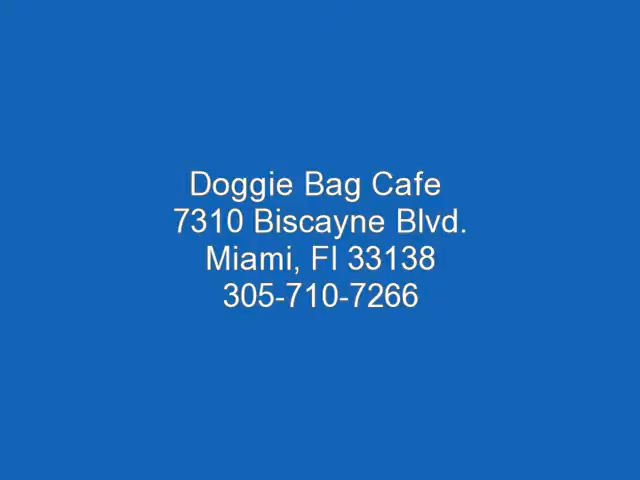 Doggie Bag Cafe
7310 Biscayne Blvd.
Miami, Fl 33138
305-710-7266